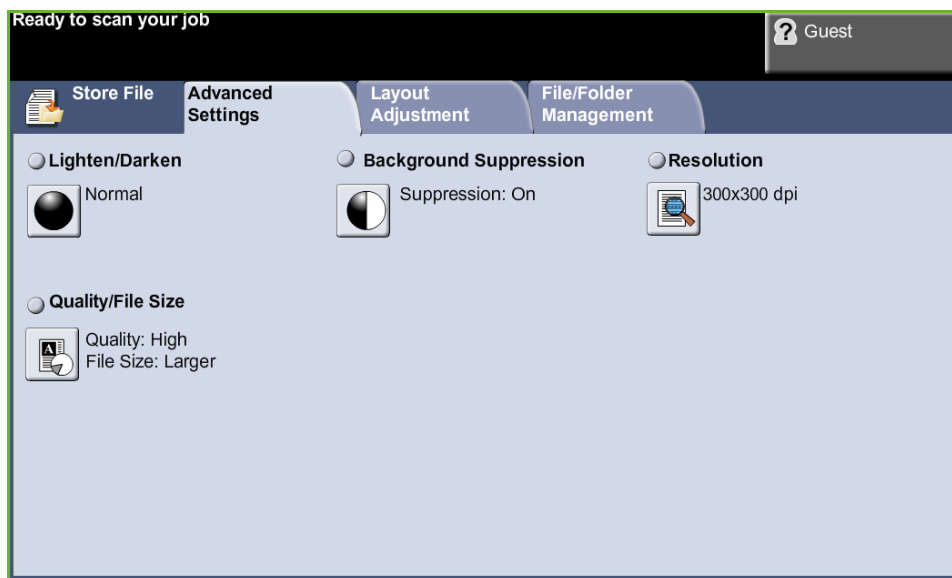 Ready to scan your job
Guest
Store File
Advanced
Settings
Layout
Adjustment
File/Folder
Management
Lighten/Darken
Normal
Background Suppression
Suppression: On
Resolution
300x300 dpi
Quality/File Size
Quality: High
File Size: Larger